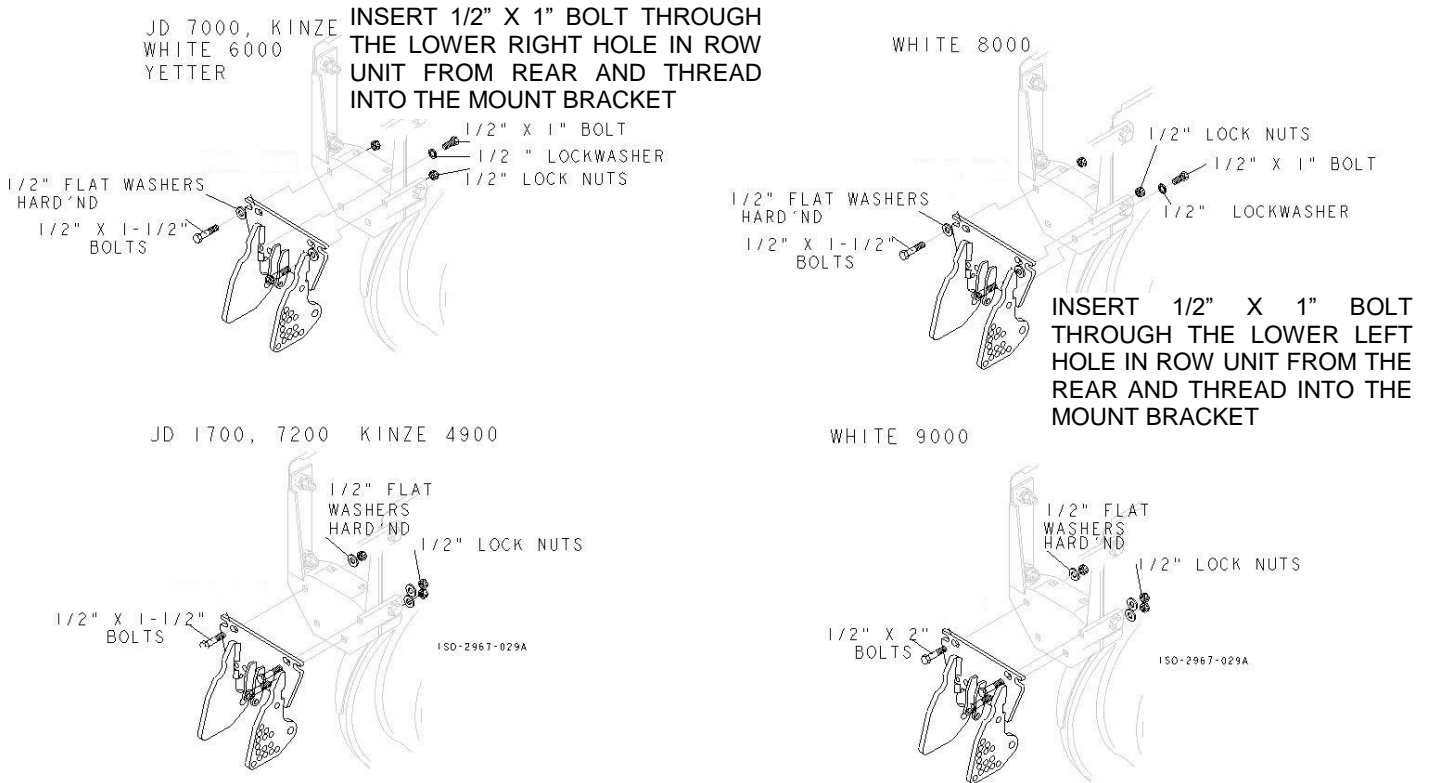 JD 7000, KINZE
WHITE 6000
YETTER
INSERT 1/2” X 1” BOLT THROUGH
THE LOWER RIGHT HOLE IN ROW
UNIT FROM REAR AND THREAD
INTO THE MOUNT BRACKET
1/2" X 1" BOLT
1/2 " LOCKWASHER
1/2" LOCK NUTS
1/2" FLAT WASHERS
HARD'ND
1/2" X 1-1/2"
BOLTS
WHITE 8000
1/2" LOCK NUTS
1/2" X 1" BOLT
1/2" LOCKWASHER
1/2" FLAT WASHERS
HARD'ND
1/2" X 1-1/2"
BOLTS
INSERT 1/2” X 1” BOLT
THROUGH THE LOWER LEFT
HOLE IN ROW UNIT FROM THE
REAR AND THREAD INTO THE
MOUNT BRACKET
JD 1700, 7200 KINZE 4900
1/2" FLAT
WASHERS
HARD'ND
1/2" LOCK NUTS
1/2" X 1-1/2"
BOLTS
ISO-2967-029A
WHITE 9000
1/2" FLAT
WASHERS
HARD'ND
1/2" LOCK NUTS
1/2" X 2"
BOLTS
ISO-2967-029A